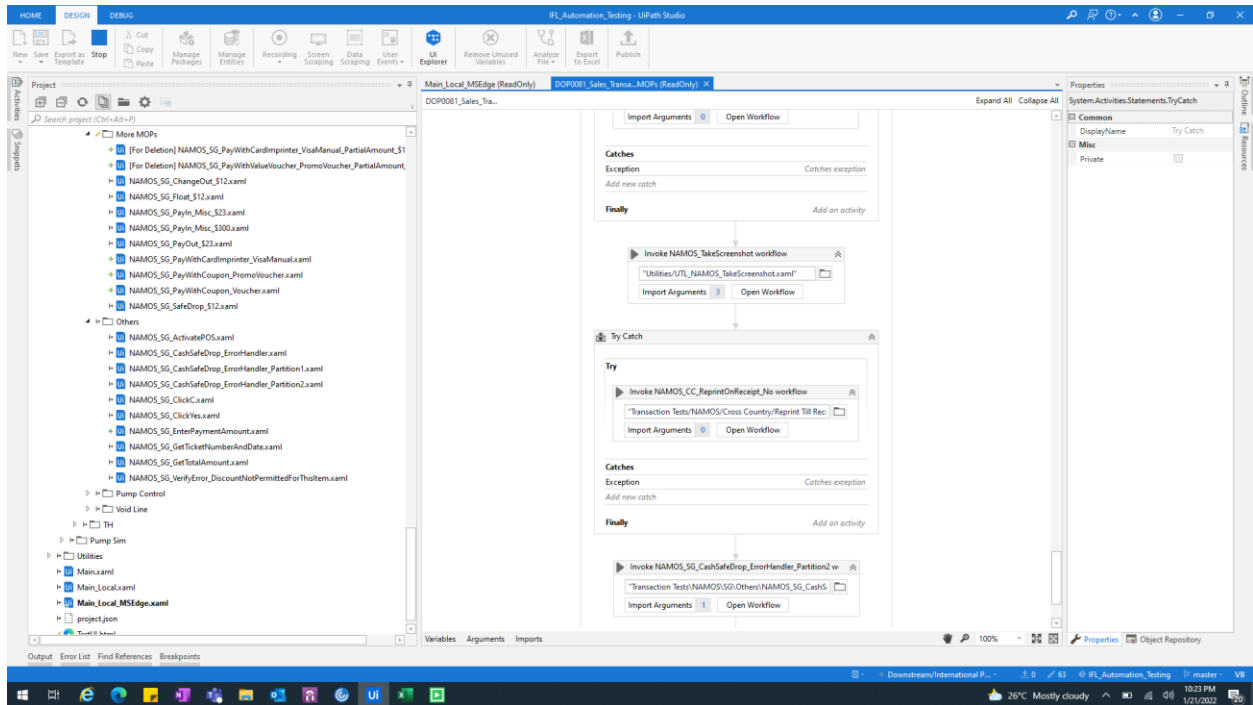 HOME DESIGN DEBUG
IFL_Automation_Testing - UiPath Studio
New Save Export as Template Stop
Cut
Copy
Paste
Manage Packages
Manage Entities
Recording
Screen Scraping
Data Scraping
User Events
UI Explorer
Remove Unused Variables
Analyze File
Export to Excel
Publish
Activities
Snippets
Project
Search project (Ctrl+Alt+P)
More MOPs
[For Deletion] NAMOS_SG_PayWithCardImprinter_VisaManual_PartialAmount_$1
[For Deletion] NAMOS_SG_PayWithValueVoucher_PromoVoucher_PartialAmount,
NAMOS_SG_ChangeOut_$12.xaml
NAMOS_SG_Float_$12.xaml
NAMOS_SG_PayIn_Misc_$23.xaml
NAMOS_SG_PayIn_Misc_$300.xaml
NAMOS_SG_PayOut_$23.xaml
NAMOS_SG_PayWithCardImprinter_VisaManual.xaml
NAMOS_SG_PayWithCoupon_PromoVoucher.xaml
NAMOS_SG_PayWithCoupon_Voucher.xaml
NAMOS_SG_SafeDrop_$12.xaml
Others
NAMOS_SG_ActivatePOS.xaml
NAMOS_SG_CashSafeDrop_ErrorHandler.xaml
NAMOS_SG_CashSafeDrop_ErrorHandler_Partition1.xaml
NAMOS_SG_CashSafeDrop_ErrorHandler_Partition2.xaml
NAMOS_SG_ClickC.xaml
NAMOS_SG_ClickYes.xaml
NAMOS_SG_EnterPaymentAmount.xaml
NAMOS_SG_GetTicketNumberAndDate.xaml
NAMOS_SG_GetTotalAmount.xaml
NAMOS_SG_VerifyError_DiscountNotPermittedForThisItem.xaml
Pump Control
Void Line
TH
Pump Sim
Utilities
Main.xaml
Main_Local.xaml
Main_Local_MSEdge.xaml
project.json
Output Error List Find References Breakpoints
Main_Local_MSEdge (ReadOnly) DOP0081_Sales_Transa...MOPs (ReadOnly)
DOP0081_Sales_Tra... Expand All Collapse All
Import Arguments 0 Open Workflow
Catches
Exception Catches exception
Add new catch
Finally Add an activity
Invoke NAMOS_TakeScreenshot workflow
"Utilities/UTL_NAMOS_TakeScreenshot.xaml"
Import Arguments 3 Open Workflow
Try Catch
Try
Invoke NAMOS_CC_ReprintOnReceipt_No workflow
"Transaction Tests/NAMOS/Cross Country/Reprint Till Rec
Import Arguments 0 Open Workflow
Catches
Exception Catches exception
Add new catch
Finally Add an activity
Invoke NAMOS_SG_CashSafeDrop_ErrorHandler_Partition2 w
"Transaction Tests\NAMOS\SG\Others\NAMOS_SG_CashS
Import Arguments 1 Open Workflow
Variables Arguments Imports 100%
Properties
System.Activities.Statements.TryCatch
Common
DisplayName Try Catch
Misc
Private
Properties Object Repository
Outline
Resources
Downstream/International P... 0 63 IFL_Automation_Testing master VB
26°C Mostly cloudy
10:23 PM
1/21/2022
20